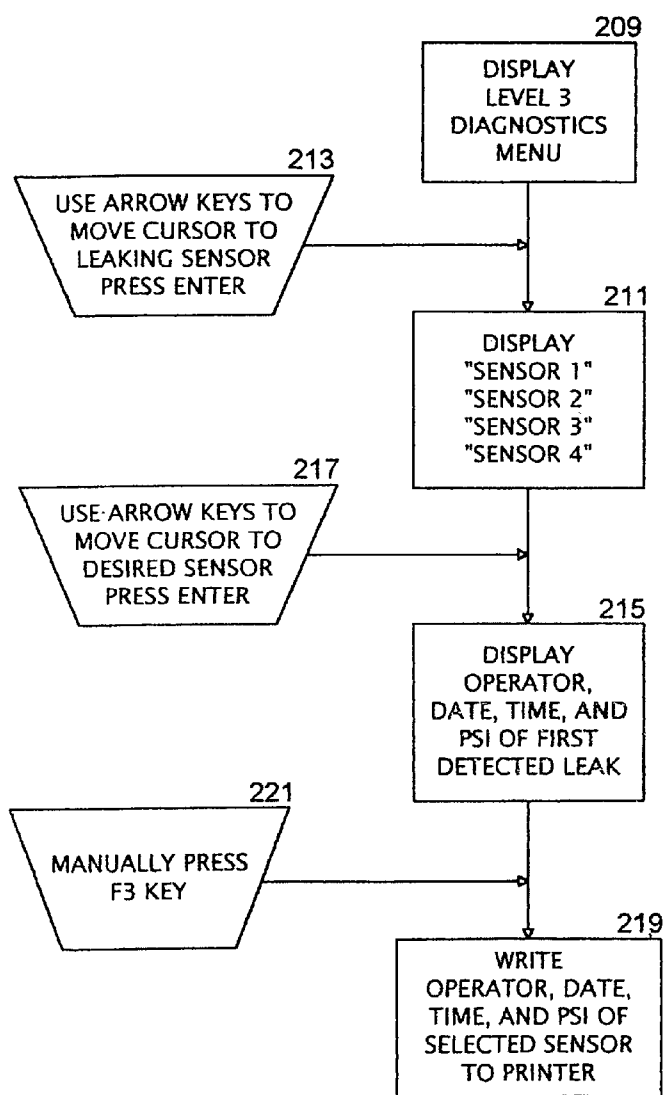 209
DISPLAY
LEVEL 3
DIAGNOSTICS
MENU
213
USE ARROW KEYS TO
MOVE CURSOR TO
LEAKING SENSOR
PRESS ENTER
211
DISPLAY
"SENSOR 1"
"SENSOR 2"
"SENSOR 3"
"SENSOR 4"
217
USE ARROW KEYS TO
MOVE CURSOR TO
DESIRED SENSOR
PRESS ENTER
215
DISPLAY
OPERATOR,
DATE, TIME, AND
PSI OF FIRST
DETECTED LEAK
221
MANUALLY PRESS
F3 KEY
219
WRITE
OPERATOR, DATE,
TIME, AND PSI OF
SELECTED SENSOR
TO PRINTER